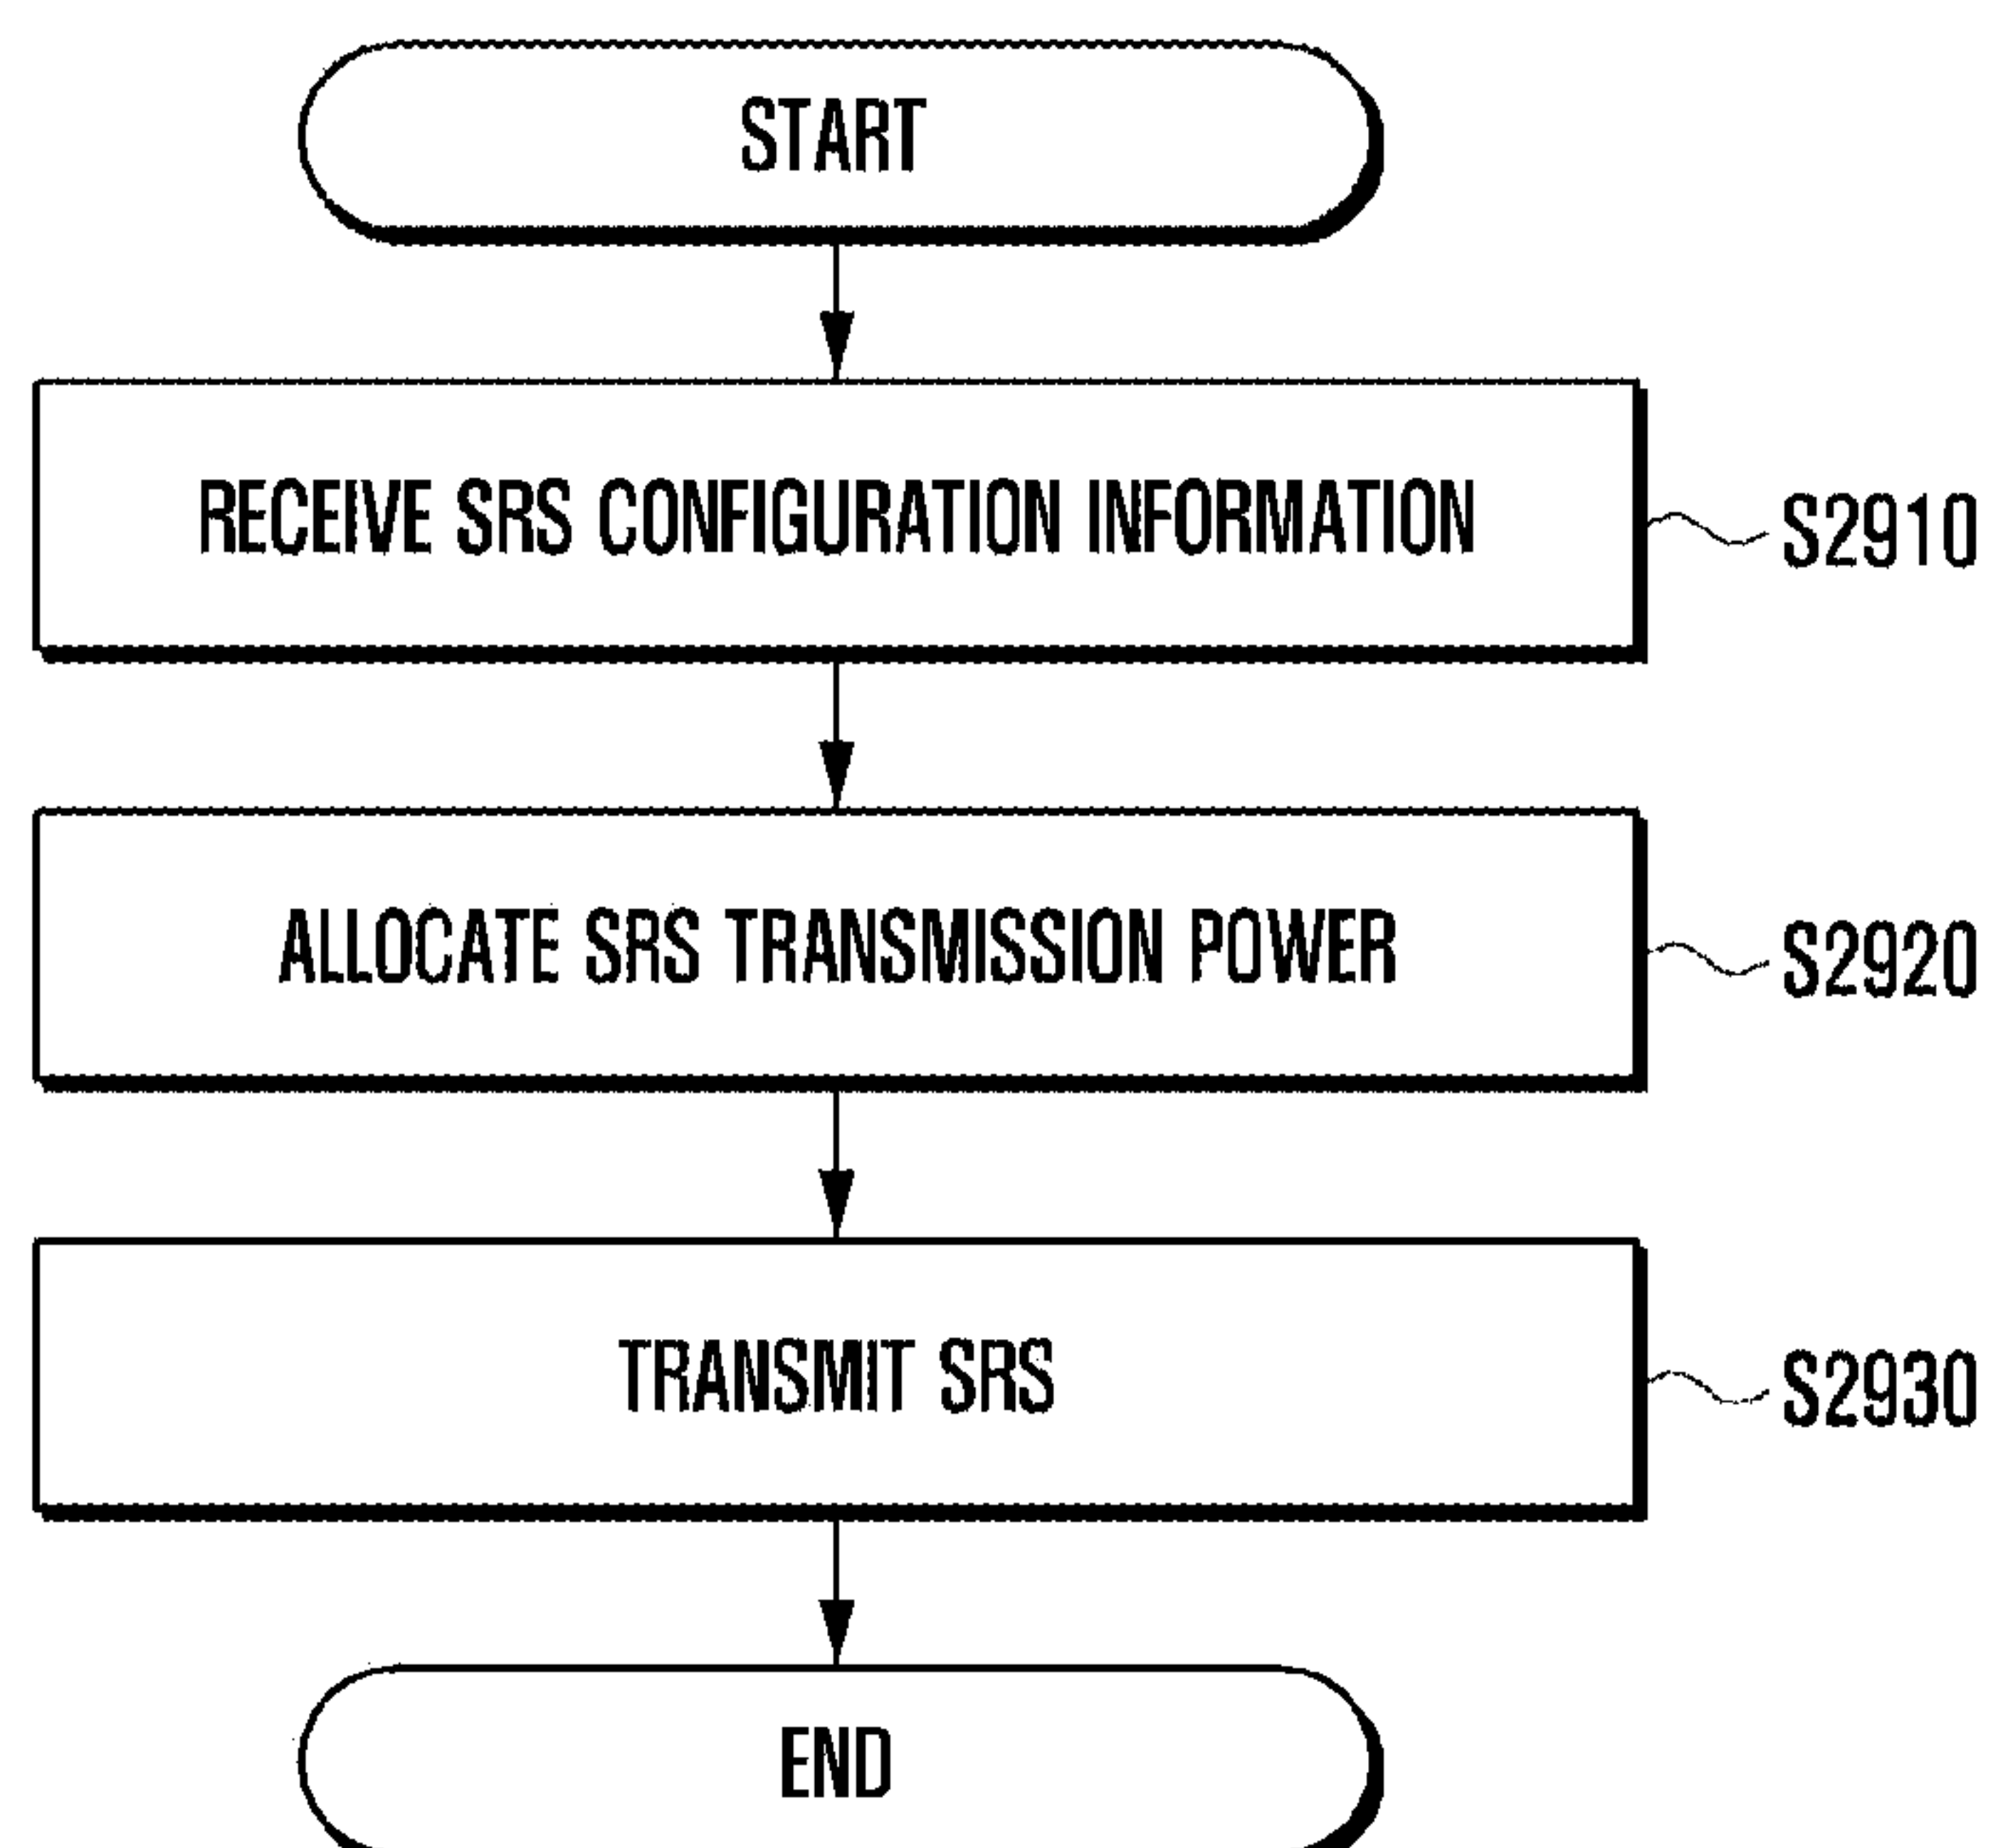 START
RECEIVE SRS CONFIGURATION INFORMATION
S2910
ALLOCATE SRS TRANSMISSION POWER
S2920
TRANSMIT SRS
S2930
END